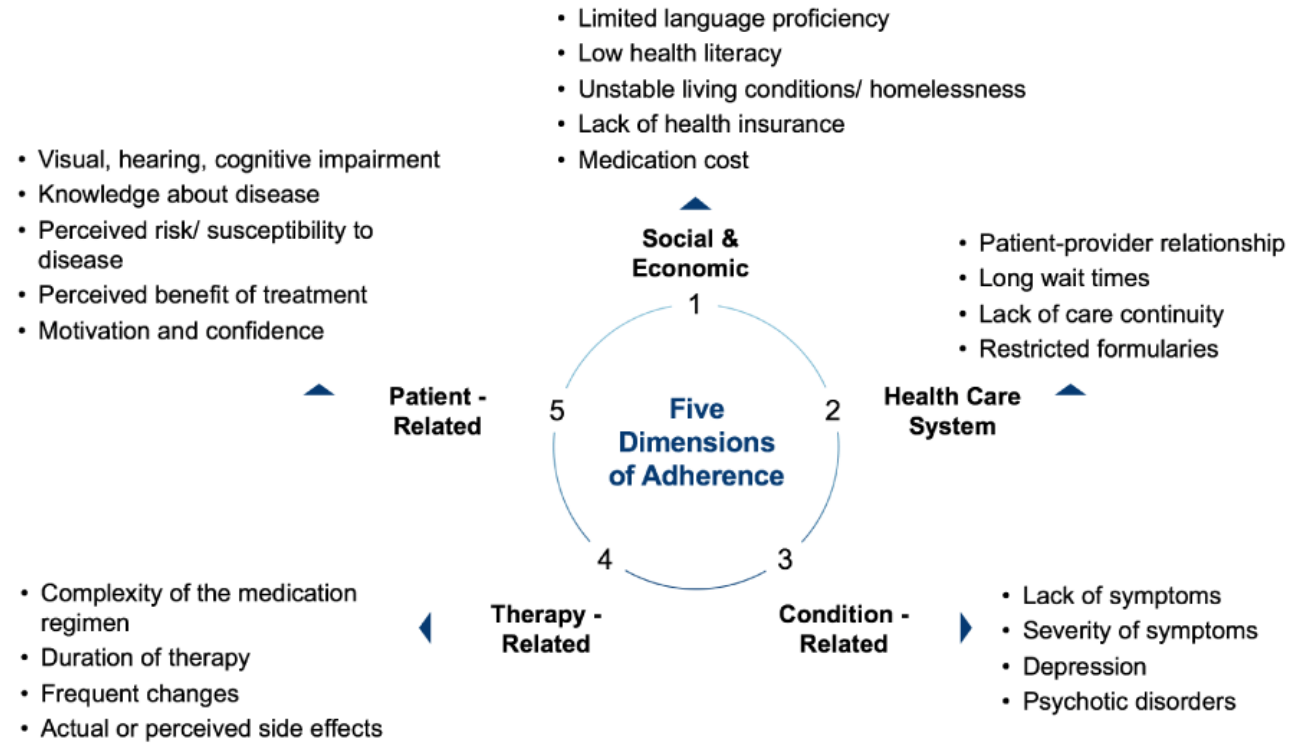 • Limited language proficiency
• Low health literacy
• Unstable living conditions/ homelessness
• Lack of health insurance
• Medication cost
Social &
Economic
1
• Patient-provider relationship
• Long wait times
• Lack of care continuity
• Restricted formularies
2
Health Care
System
• Lack of symptoms
• Severity of symptoms
• Depression
• Psychotic disorders
3
Condition -
Related
• Complexity of the medication
regimen
• Duration of therapy
• Frequent changes
• Actual or perceived side effects
4
Therapy -
Related
• Visual, hearing, cognitive impairment
• Knowledge about disease
• Perceived risk/ susceptibility to
disease
• Perceived benefit of treatment
• Motivation and confidence
Patient -
Related
5
Five
Dimensions
of Adherence